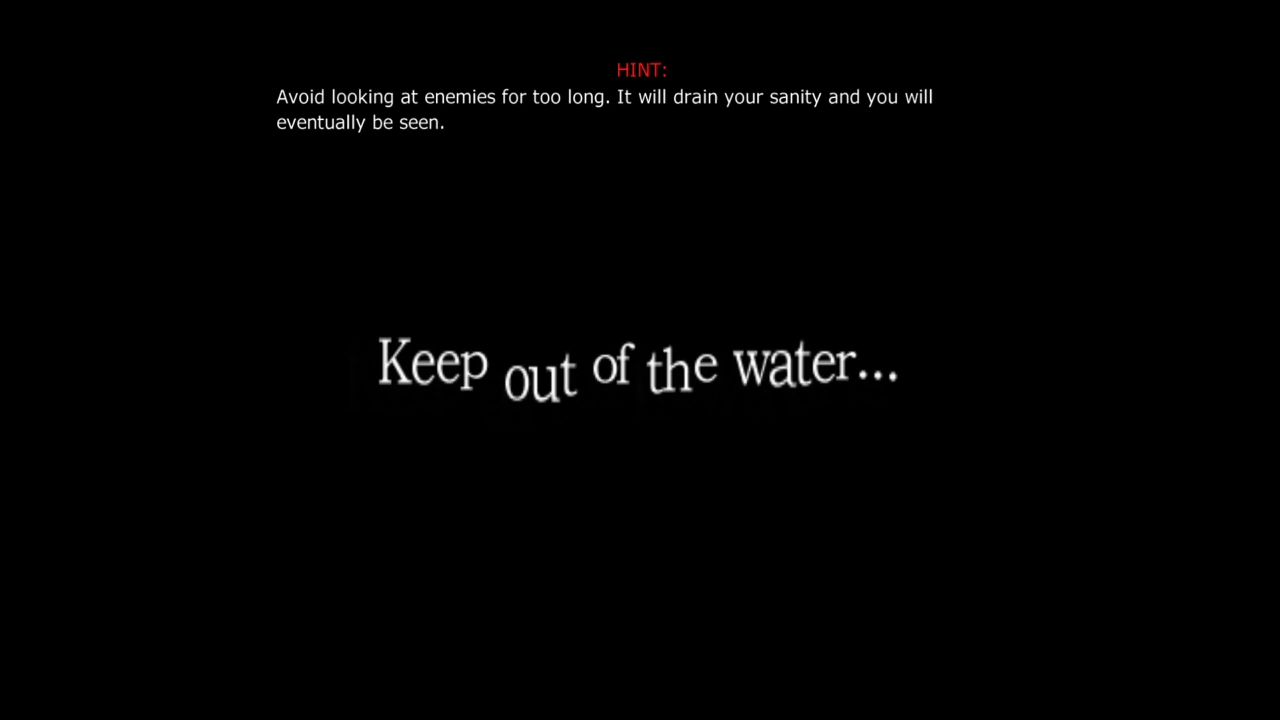 HINT:
Avoid looking at enemies for too long. It will drain your sanity and you will
eventually be seen.
Keep out of the water...